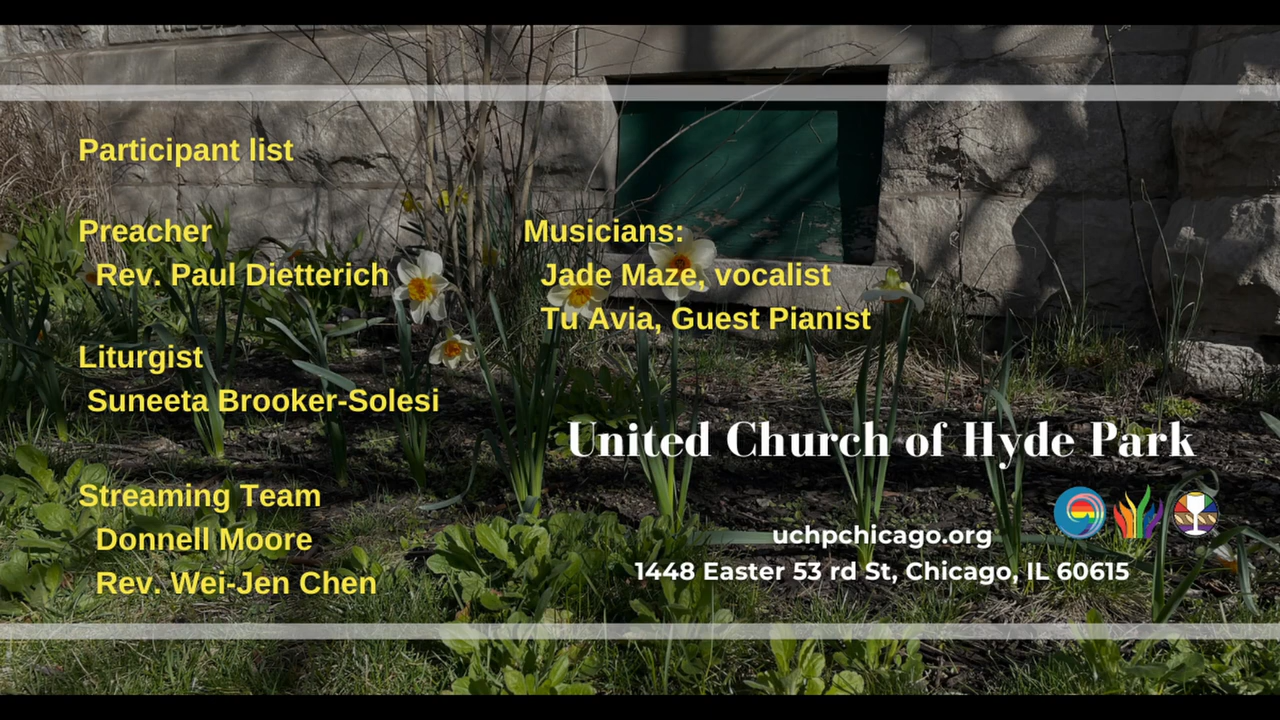 Participant list
Preacher
Rev. Paul Dietterich
Liturgist
Suneeta Brooker-Solesi
Streaming Team
Donnell Moore
Rev. Wei-Jen Chen
Musicians:
Jade Maze, vocalist
Tu Avia, Guest Pianist
United Church of Hyde Park
uchpchicago.org
1448 Easter 53 rd St, Chicago, IL 60615